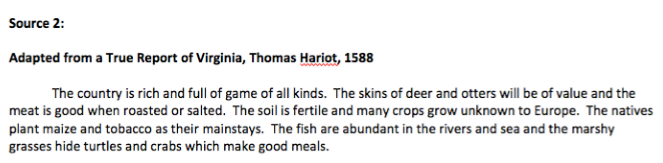 Source 2:
Adapted from a True Report of Virginia, Thomas Hariot, 1588
The country is rich and full of game of all kinds. The skins of deer and otters will be of value and the
meat is good when roasted or salted. The soil is fertile and many crops grow unknown to Europe. The natives
plant maize and tobacco as their mainstays. The fish are abundant in the rivers and sea and the marshy
grasses hide turtles and crabs which make good meals.